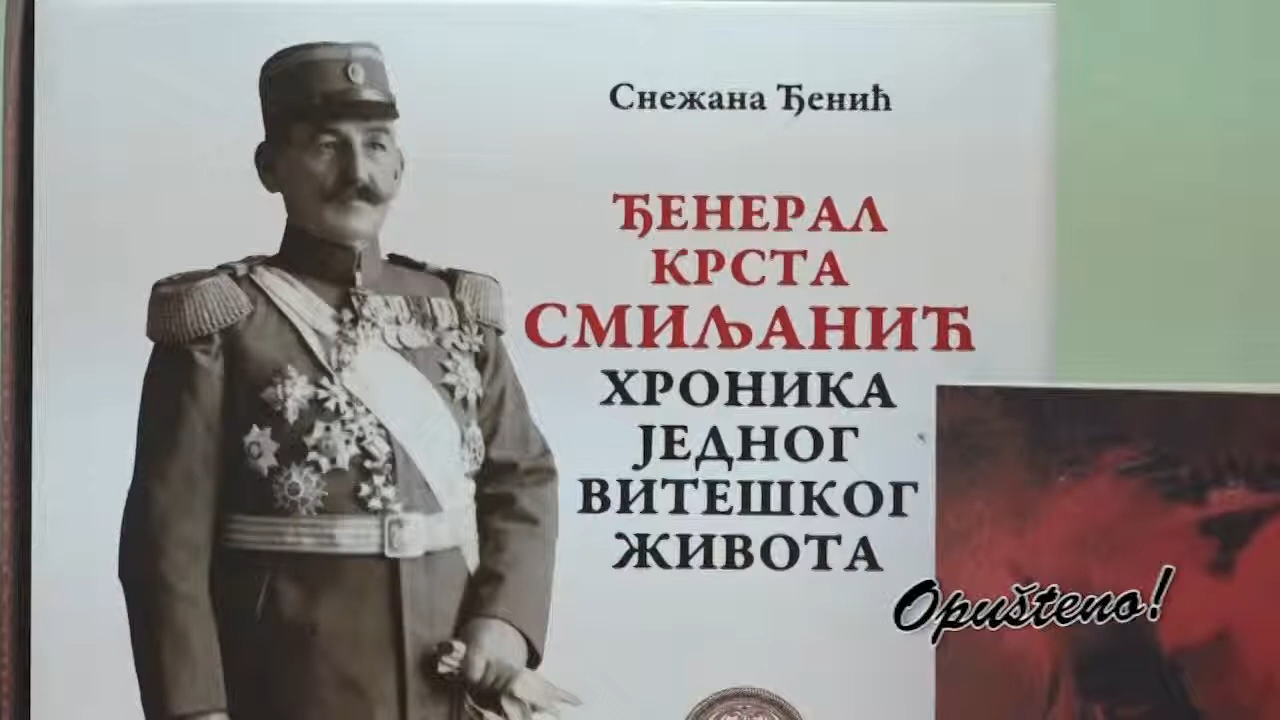 Снежана Ђенић
ЂЕНЕРАЛ
КРСТА
СМИЉАНИЋ
ХРОНИКА
ЈЕДНОГ
ВИТЕШКОГ
ЖИВОТА
Opušteno!